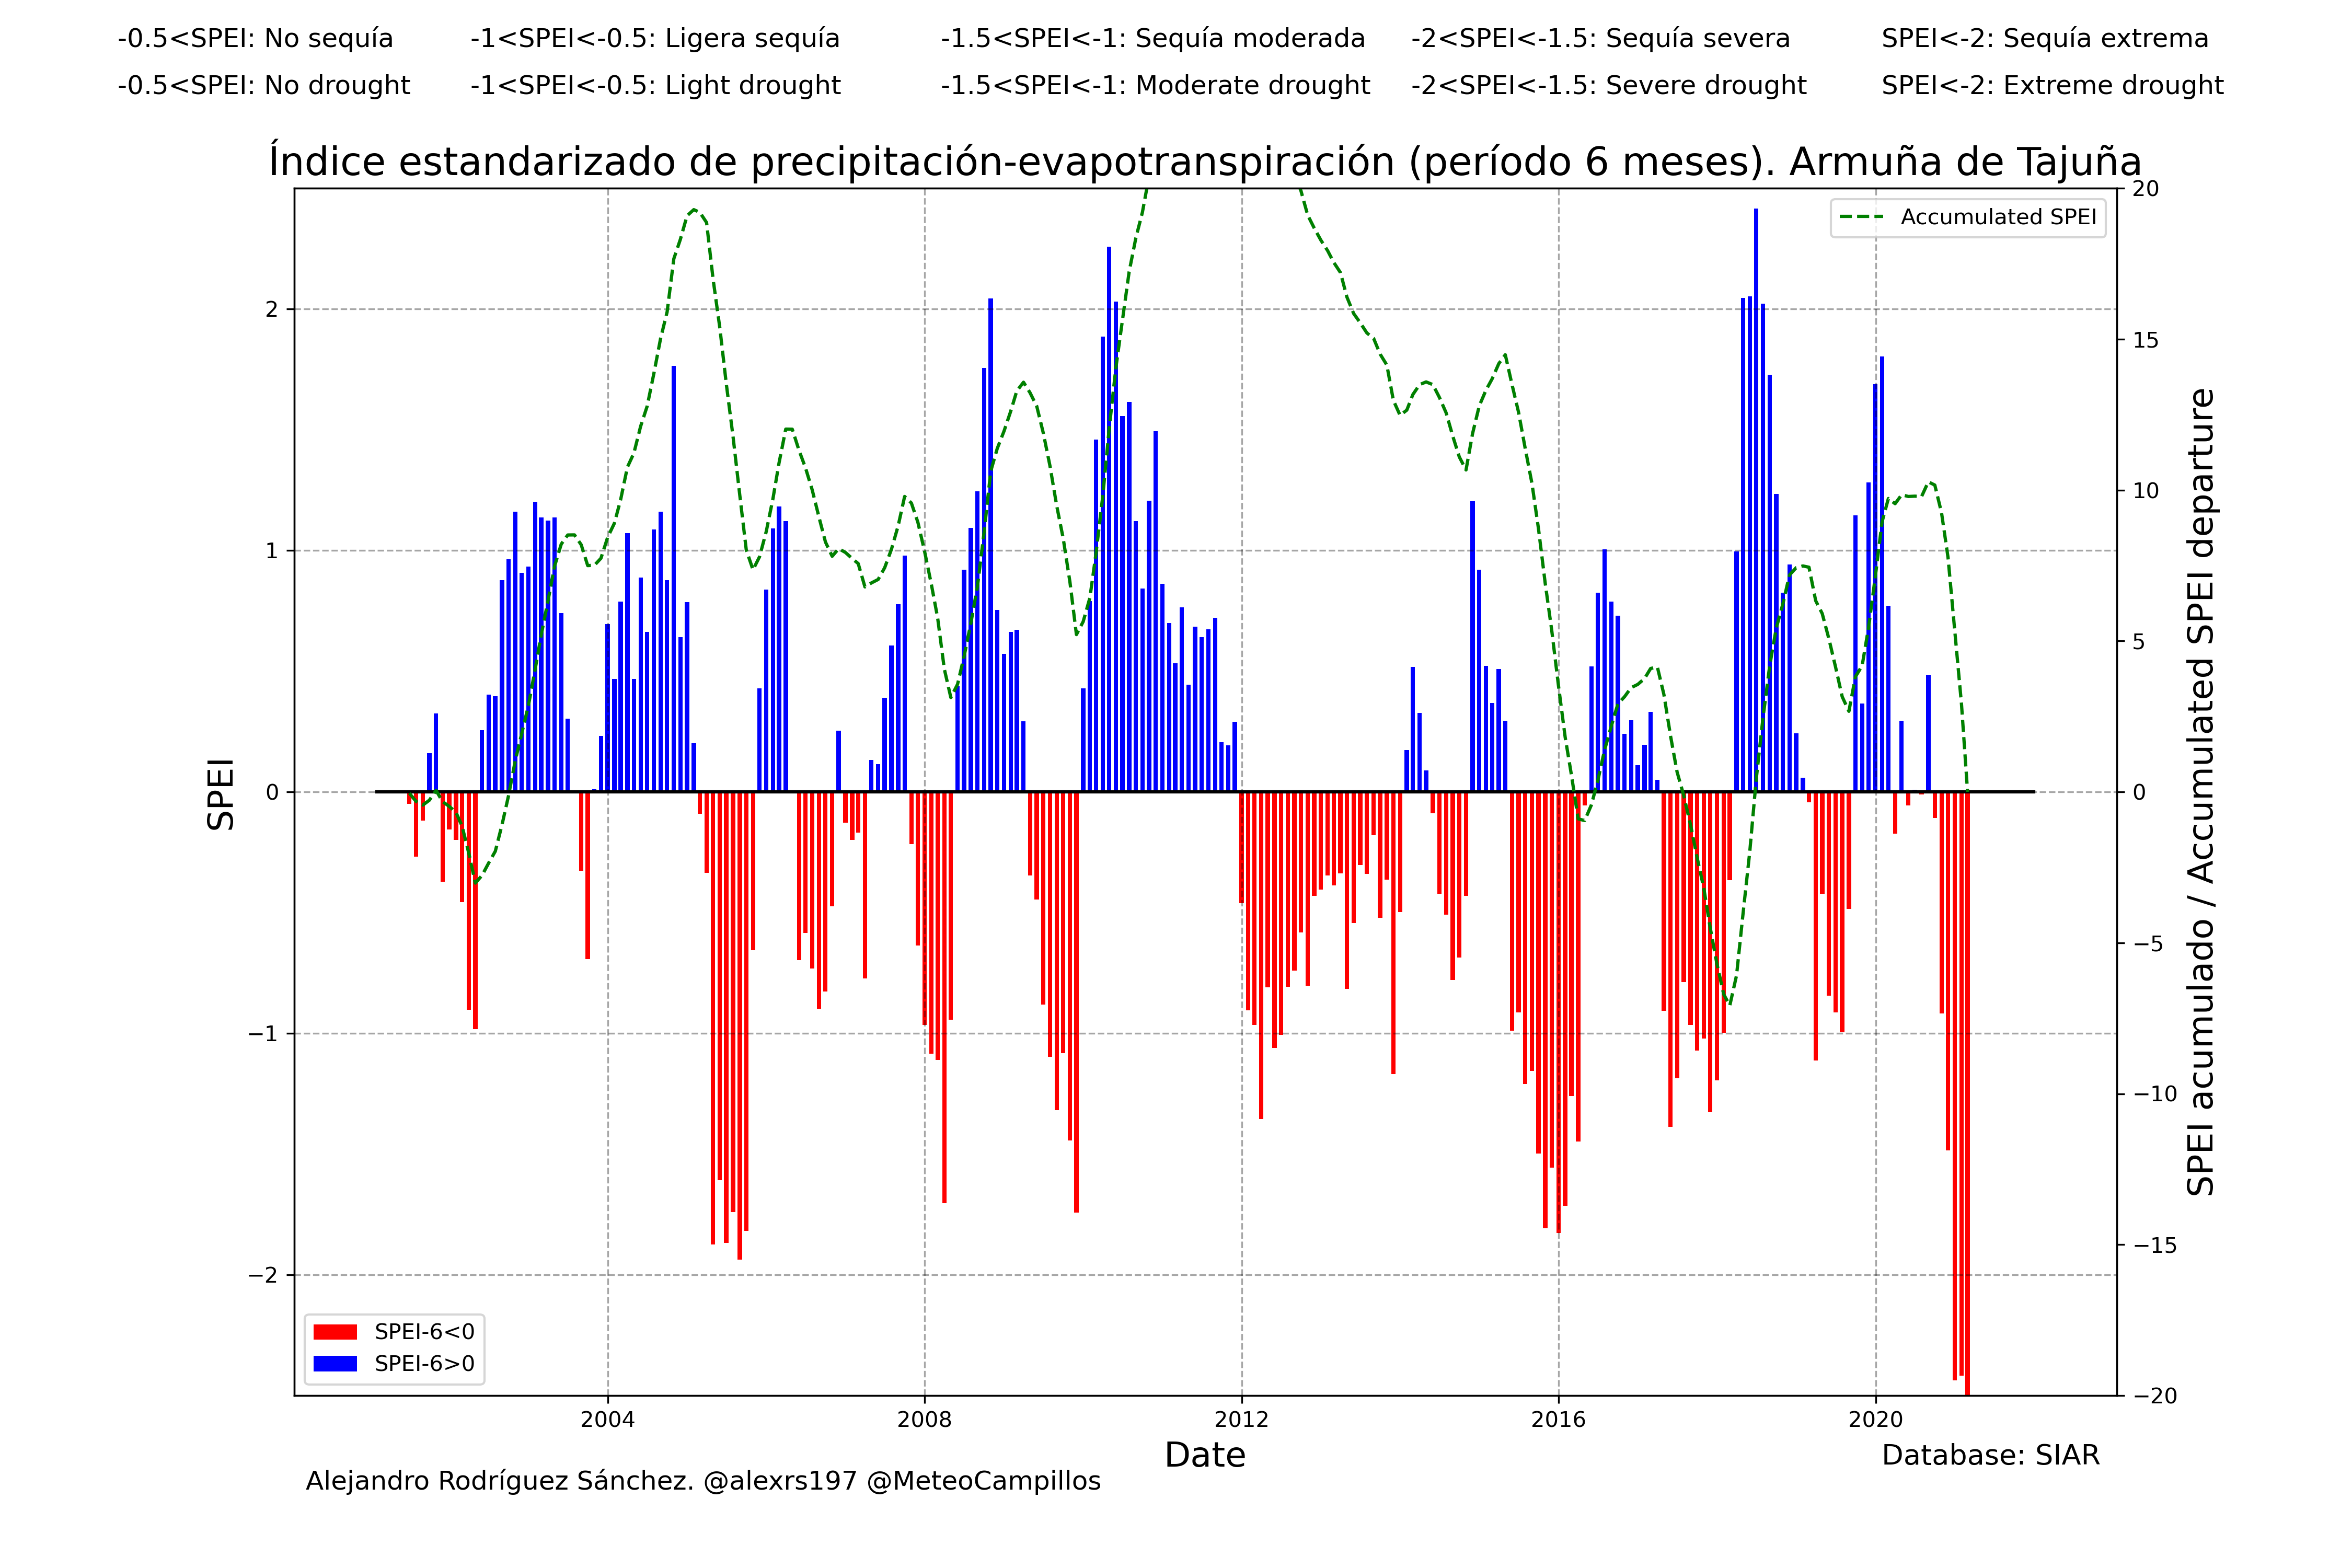 -0.5<SPEI: No sequía -1<SPEI<-0.5: Ligera sequía -1.5<SPEI<-1: Sequía moderada -2<SPEI<-1.5: Sequía severa SPEI<-2: Sequía extrema
-0.5<SPEI: No drought -1<SPEI<-0.5: Light drought -1.5<SPEI<-1: Moderate drought -2<SPEI<-1.5: Severe drought SPEI<-2: Extreme drought
Índice estandarizado de precipitación-evapotranspiración (período 6 meses). Armuña de Tajuña
Accumulated SPEI
SPEI
2
1
0
−1
−2
20
15
10
5
0
−5
−10
−15
−20
SPEI acumulado / Accumulated SPEI departure
SPEI-6<0
SPEI-6>0
2004 2008 2012 2016 2020
Date
Database: SIAR
Alejandro Rodríguez Sánchez. @alexrs197 @MeteoCampillos